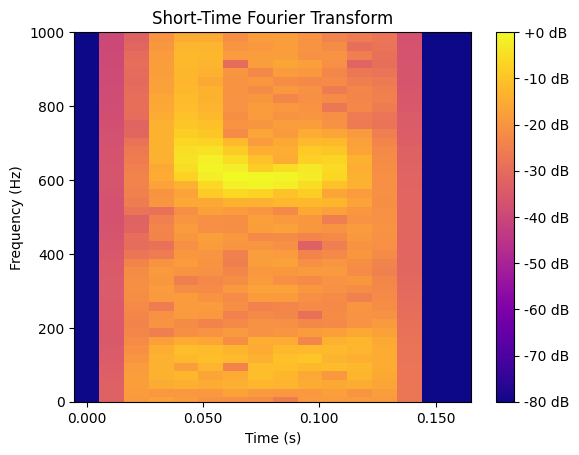 Short-Time Fourier Transform
Frequency (Hz)
1000
800
600
400
200
0
0.000
0.050
0.100
0.150
Time (s)
+0 dB
-10 dB
-20 dB
-30 dB
-40 dB
-50 dB
-60 dB
-70 dB
-80 dB